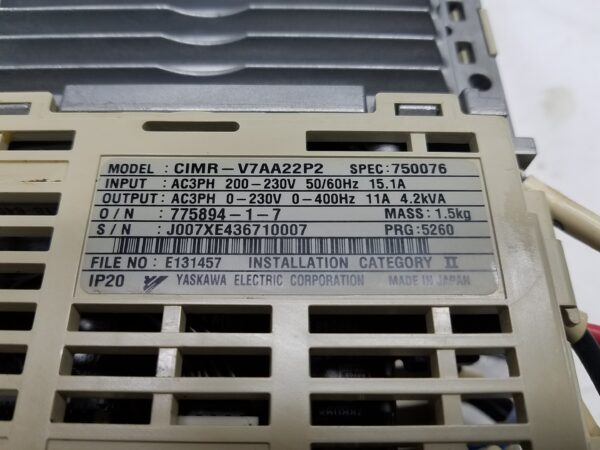 MODEL : CIMR-V7AA22P2 SPEC:750076
INPUT : AC3PH 200-230V 50/60Hz 15.1A
OUTPUT: AC3PH 0-230V 0-400Hz 11A 4.2kVA
O/N : 775894-1-7 MASS: 1.5kg
S/N : J007XE436710007 PRG:5260
FILE NO: E131457 INSTALLATION CATEGORY II
IP20 YASKAWA ELECTRIC CORPORATION MADE IN JAPAN